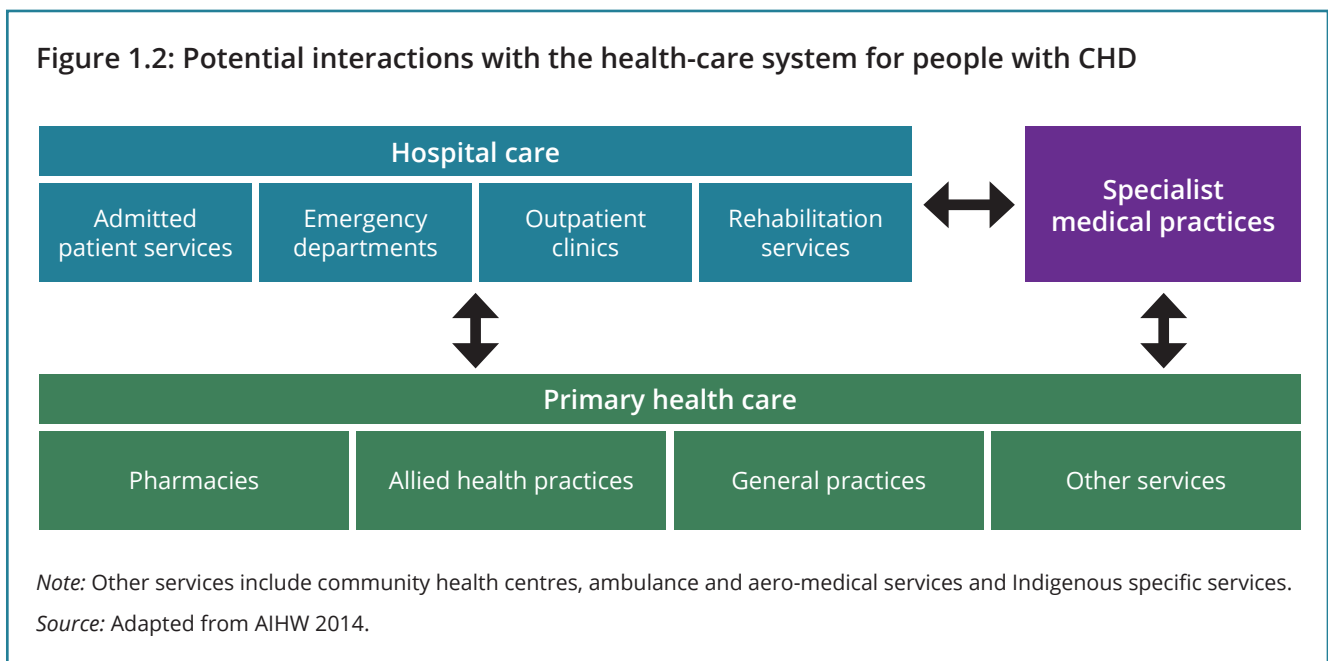 Figure 1.2: Potential interactions with the health-care system for people with CHD
Hospital care
Admitted
patient services
Emergency
departments
Outpatient
clinics
Rehabilitation
services
Specialist
medical practices
Primary health care
Pharmacies
Allied health practices
General practices
Other services
Note: Other services include community health centres, ambulance and aero-medical services and Indigenous specific services.
Source: Adapted from AIHW 2014.